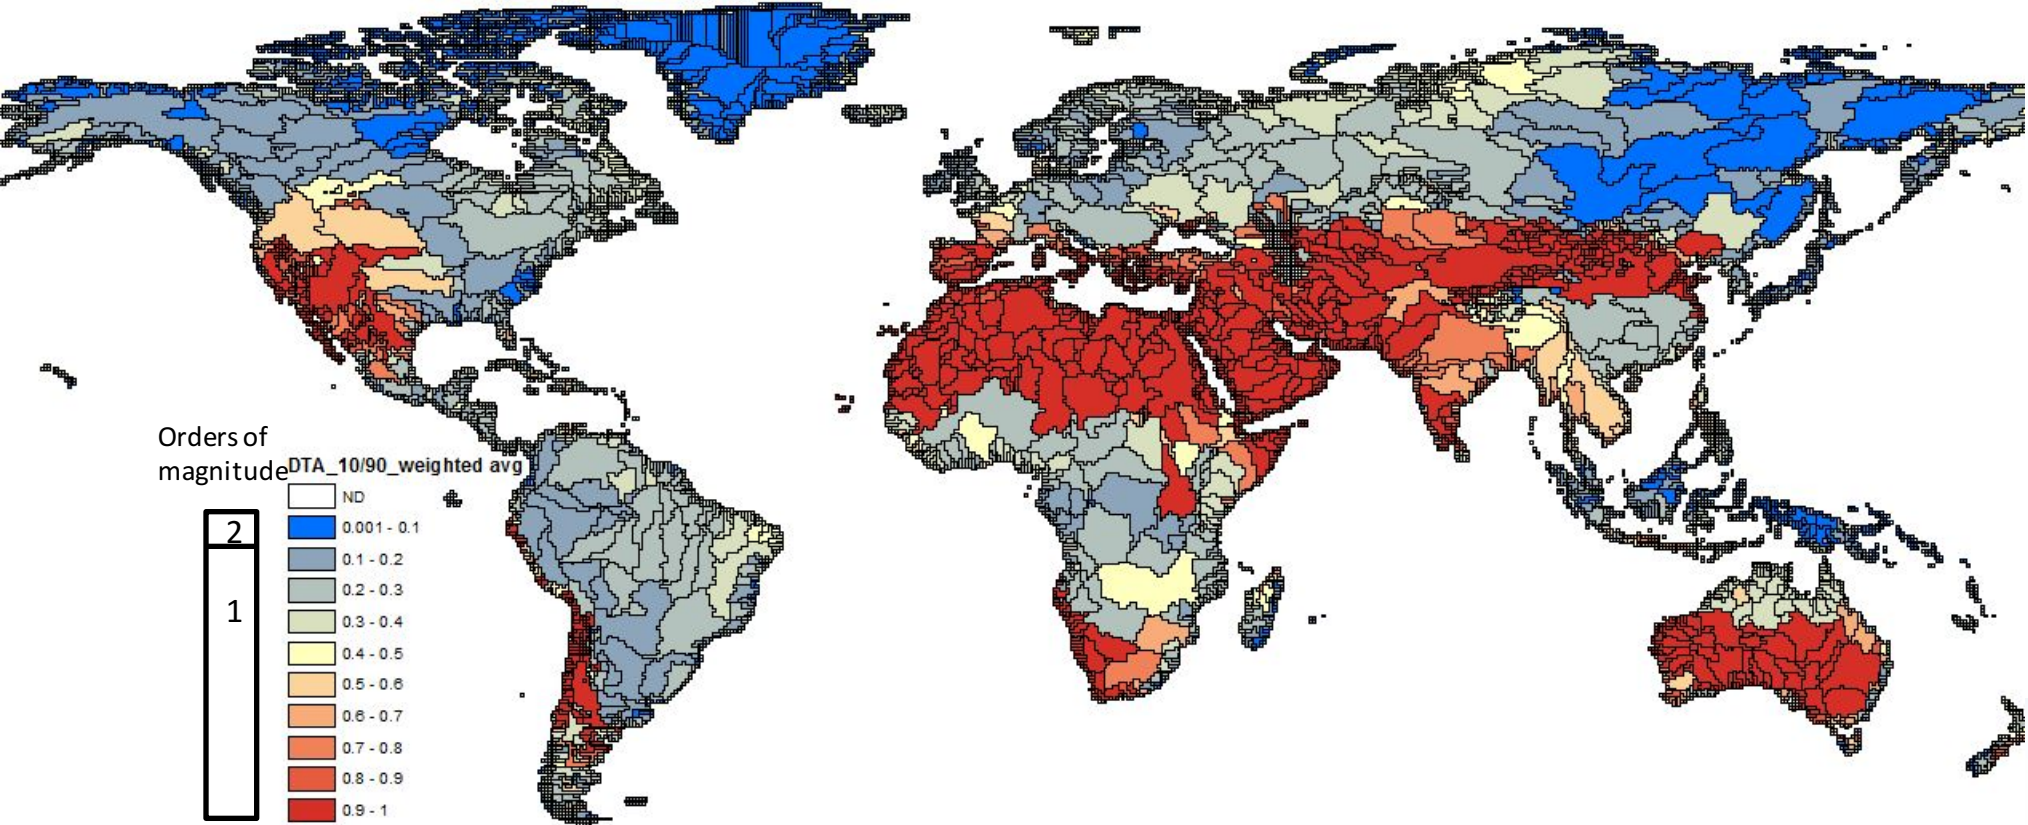 Orders of
magnitude
DTA_10/90_weighted avg
ND
2
0.001 - 0.1
0.1 - 0.2
0.2 - 0.3
1
0.3 - 0.4
0.4 - 0.5
0.5 - 0.6
0.6 - 0.7
0.7 - 0.8
0.8 - 0.9
0.9 - 1